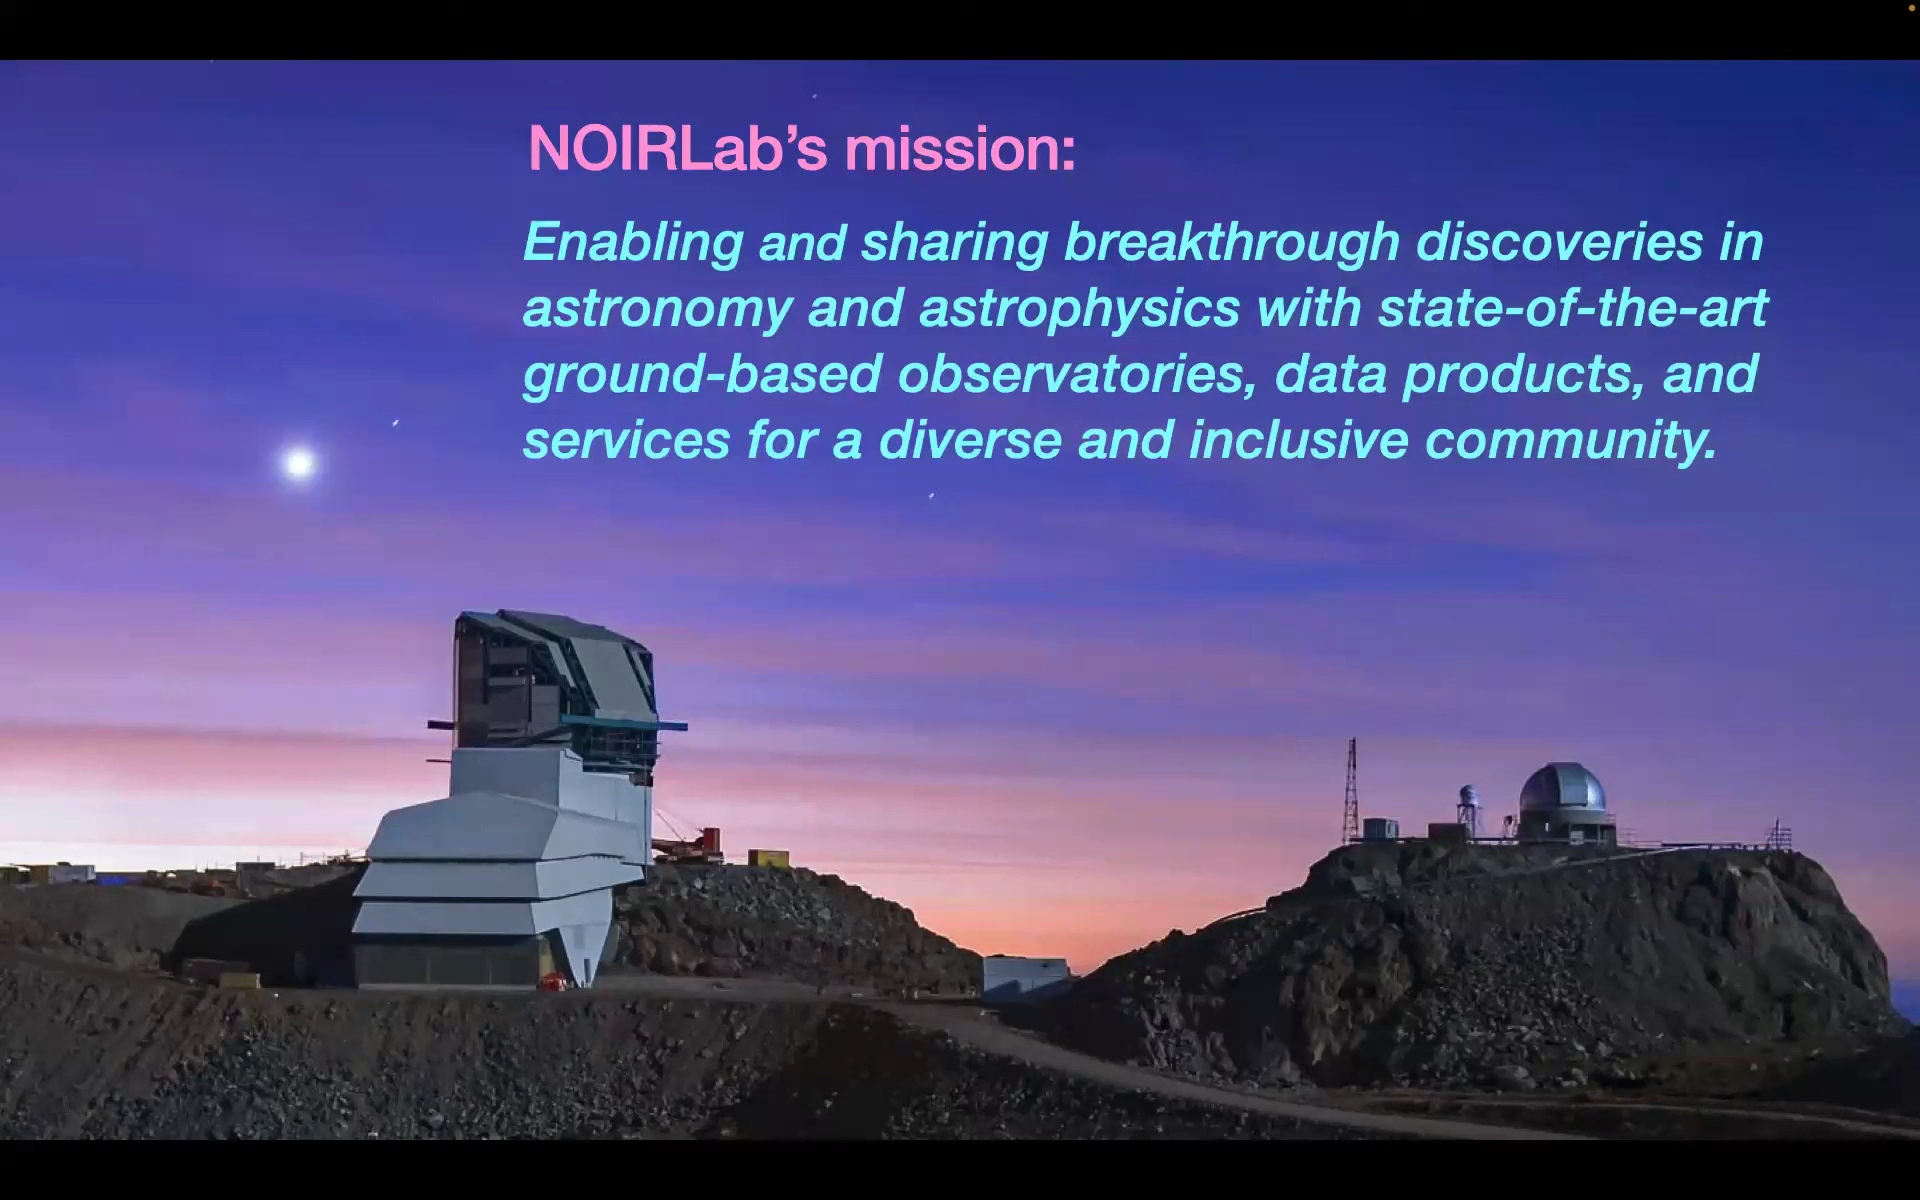 NOIRLab’s mission:
Enabling and sharing breakthrough discoveries in
astronomy and astrophysics with state-of-the-art
ground-based observatories, data products, and
services for a diverse and inclusive community.